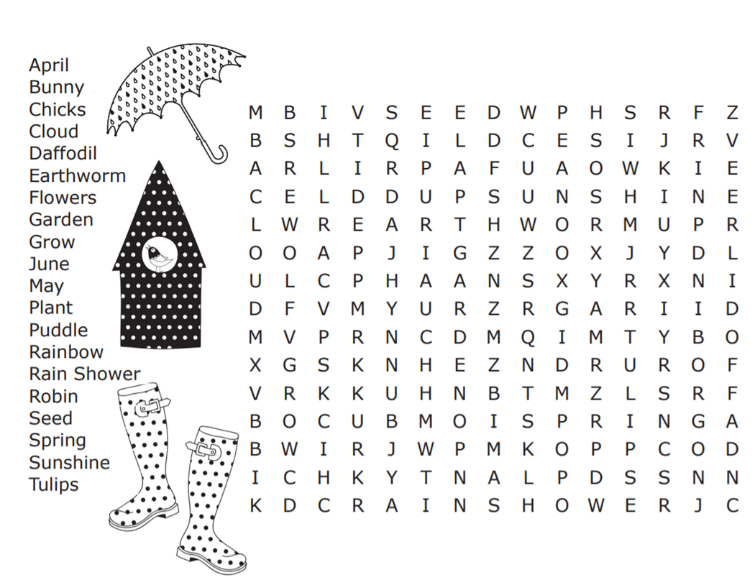 April
Bunny
Chicks
Cloud
Daffodil
Earthworm
Flowers
Garden
Grow
June
May
Plant
Puddle
Rainbow
Rain Shower
Robin
Seed
Spring
Sunshine
Tulips
M B I V S E E D W P H S R F Z
B S H T Q I L D C E S I J R V
A R L I R P A F U A O W K I E
C E L D D U P S U N S H I N E
L W R E A R T H W O R M U P R
O O A P J I G Z Z O X J Y D L
U L C P H A A N S X Y R X N I
D F V M Y U R Z R G A R I I D
M V P R N C D M Q I M T Y B O
X G S K N H E Z N D R U R O F
V R K K U H N B T M Z L S R F
B O C U B M O I S P R I N G A
B W I R J W P M K O P P C O D
I C H K Y T N A L P D S S N N
K D C R A I N S H O W E R J C